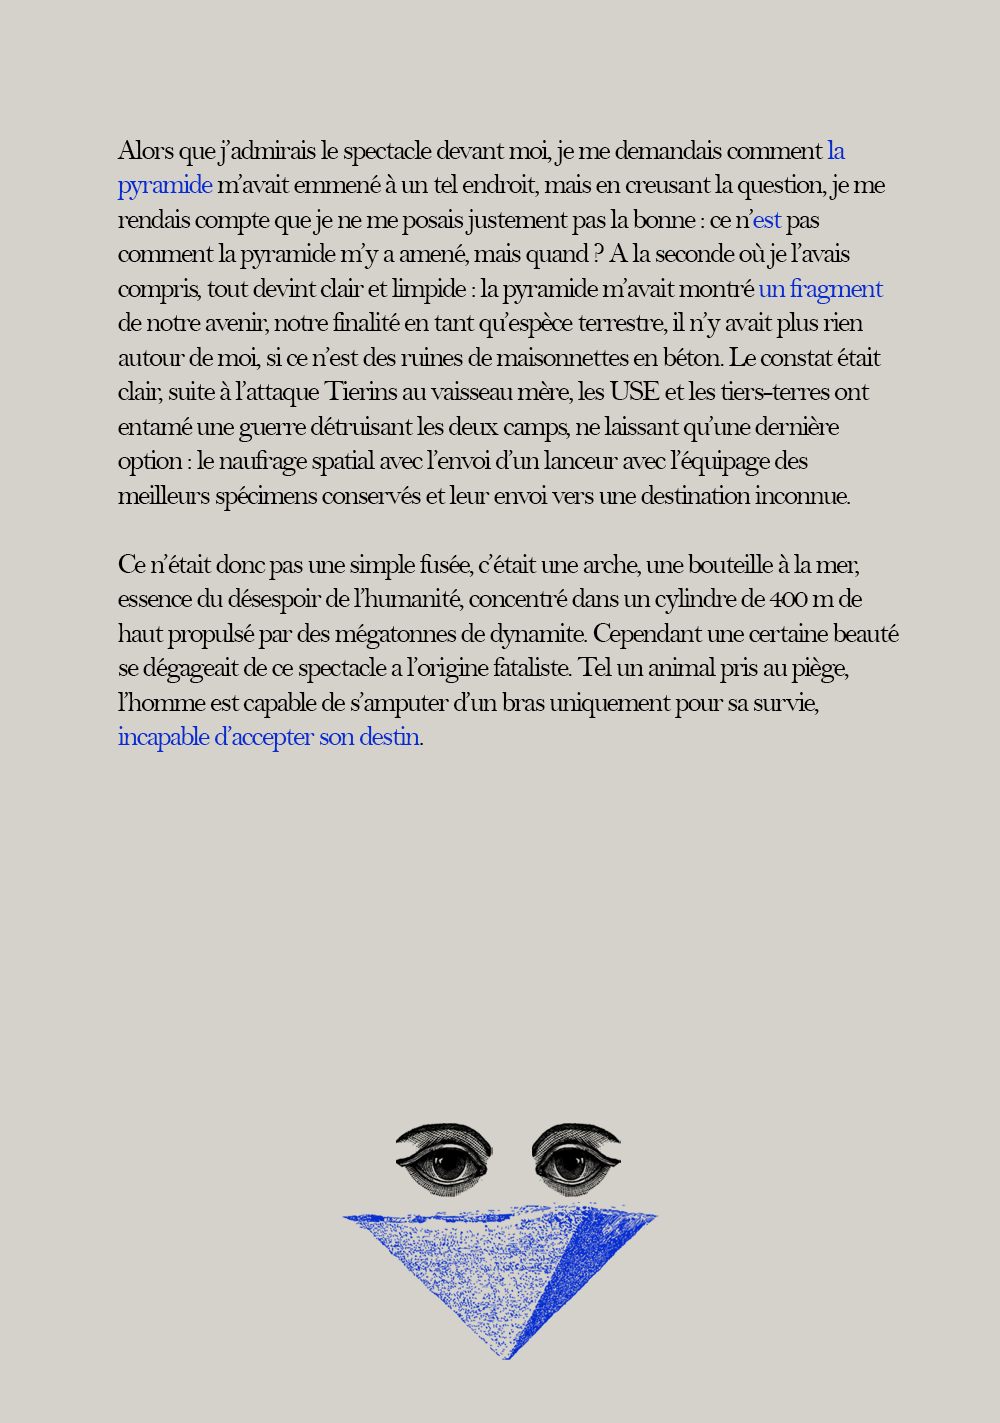 Alors que j’admirais le spectacle devant moi, je me demandais comment la
pyramide m’avait emmené à un tel endroit, mais en creusant la question, je me
rendais compte que je ne me posais justement pas la bonne : ce n’est pas
comment la pyramide m’y a amené, mais quand ? A la seconde où je l’avais
compris, tout devint clair et limpide : la pyramide m’avait montré un fragment
de notre avenir, notre finalité en tant qu’espèce terrestre, il n’y avait plus rien
autour de moi, si ce n’est des ruines de maisonnettes en béton. Le constat était
clair, suite à l’attaque Tierins au vaisseau mère, les USE et les tiers-terres ont
entamé une guerre détruisant les deux camps, ne laissant qu’une dernière
option : le naufrage spatial avec l’envoi d’un lanceur avec l’équipage des
meilleurs spécimens conservés et leur envoi vers une destination inconnue.
Ce n’était donc pas une simple fusée, c’était une arche, une bouteille à la mer,
essence du désespoir de l’humanité, concentré dans un cylindre de 400 m de
haut propulsé par des mégatonnes de dynamite. Cependant une certaine beauté
se dégageait de ce spectacle a l’origine fataliste. Tel un animal pris au piège,
l’homme est capable de s’amputer d’un bras uniquement pour sa survie,
incapable d’accepter son destin.